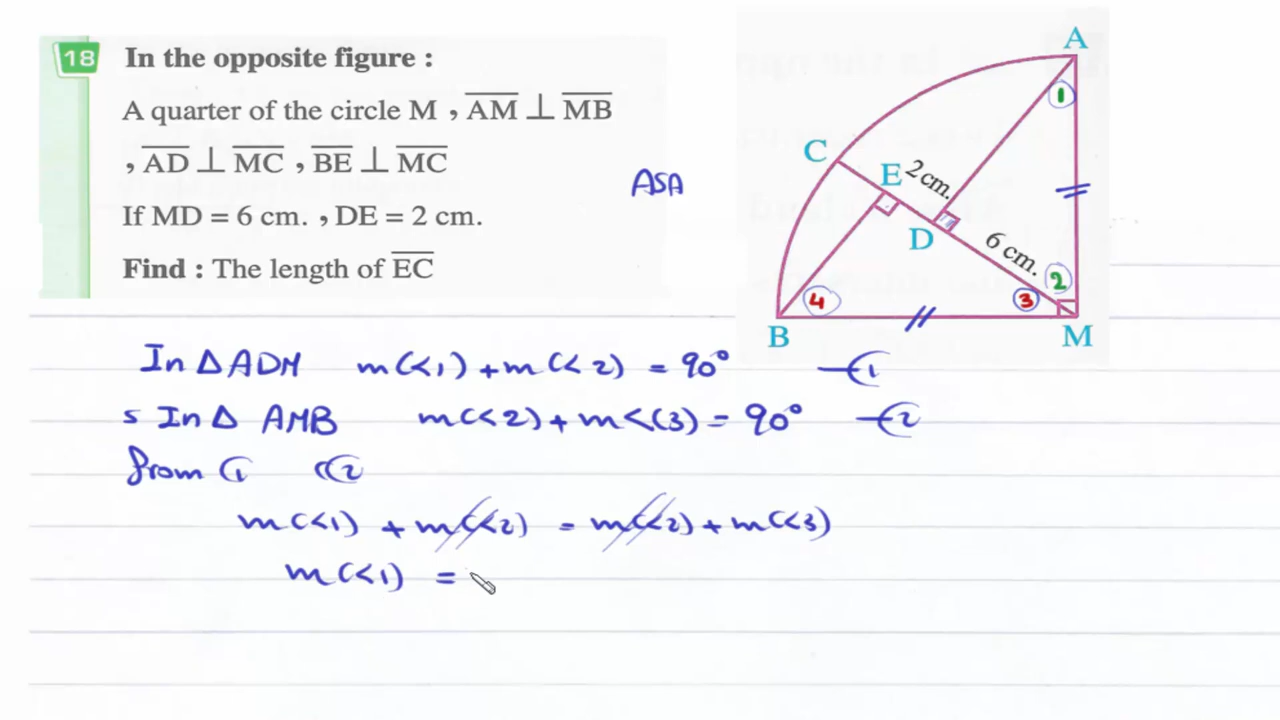 18 In the opposite figure :
A quarter of the circle M , AM ⊥ MB
, AD ⊥ MC , BE ⊥ MC
If MD = 6 cm. , DE = 2 cm.
Find : The length of EC
ASA
A
1
C
E
2 cm.
D
6 cm.
2
3
4
B
M
In Δ ADM m(<1) + m(<2) = 90° —①
, In Δ AMB m(<2) + m<(3) = 90° —②
from ① ②
m(<1) + m(<2) = m(<2) + m(<3)
m(<1) =